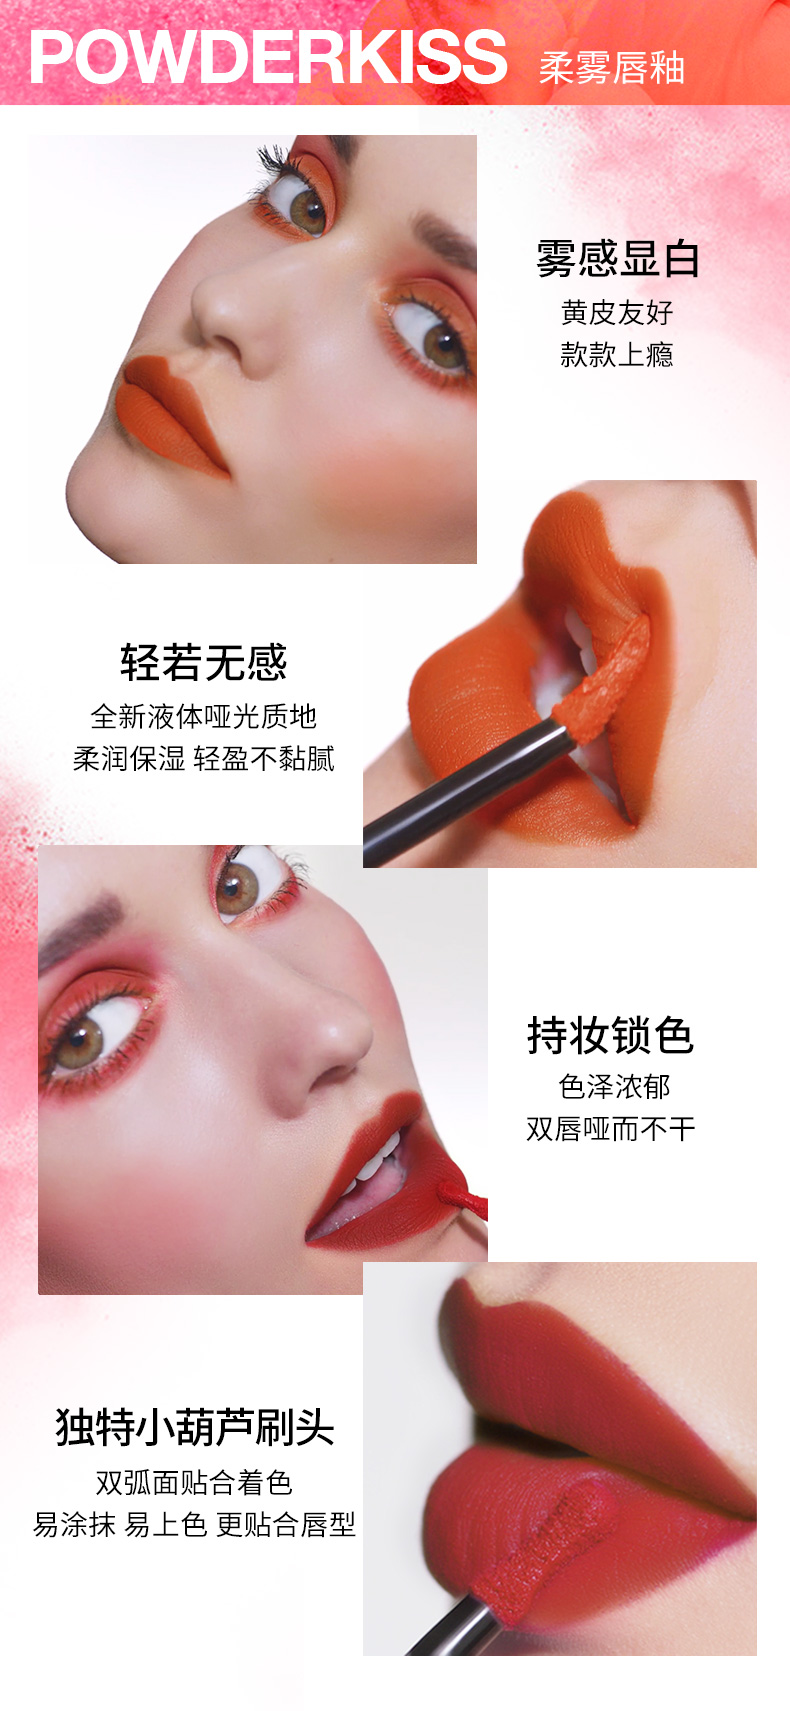 POWDERKISS 柔雾唇釉
雾感显白
黄皮友好
款款上瘾
轻若无感
全新液体哑光质地
柔润保湿 轻盈不黏腻
持妆锁色
色泽浓郁
双唇哑而不干
独特小葫芦刷头
双弧面贴合着色
易涂抹 易上色 更贴合唇型